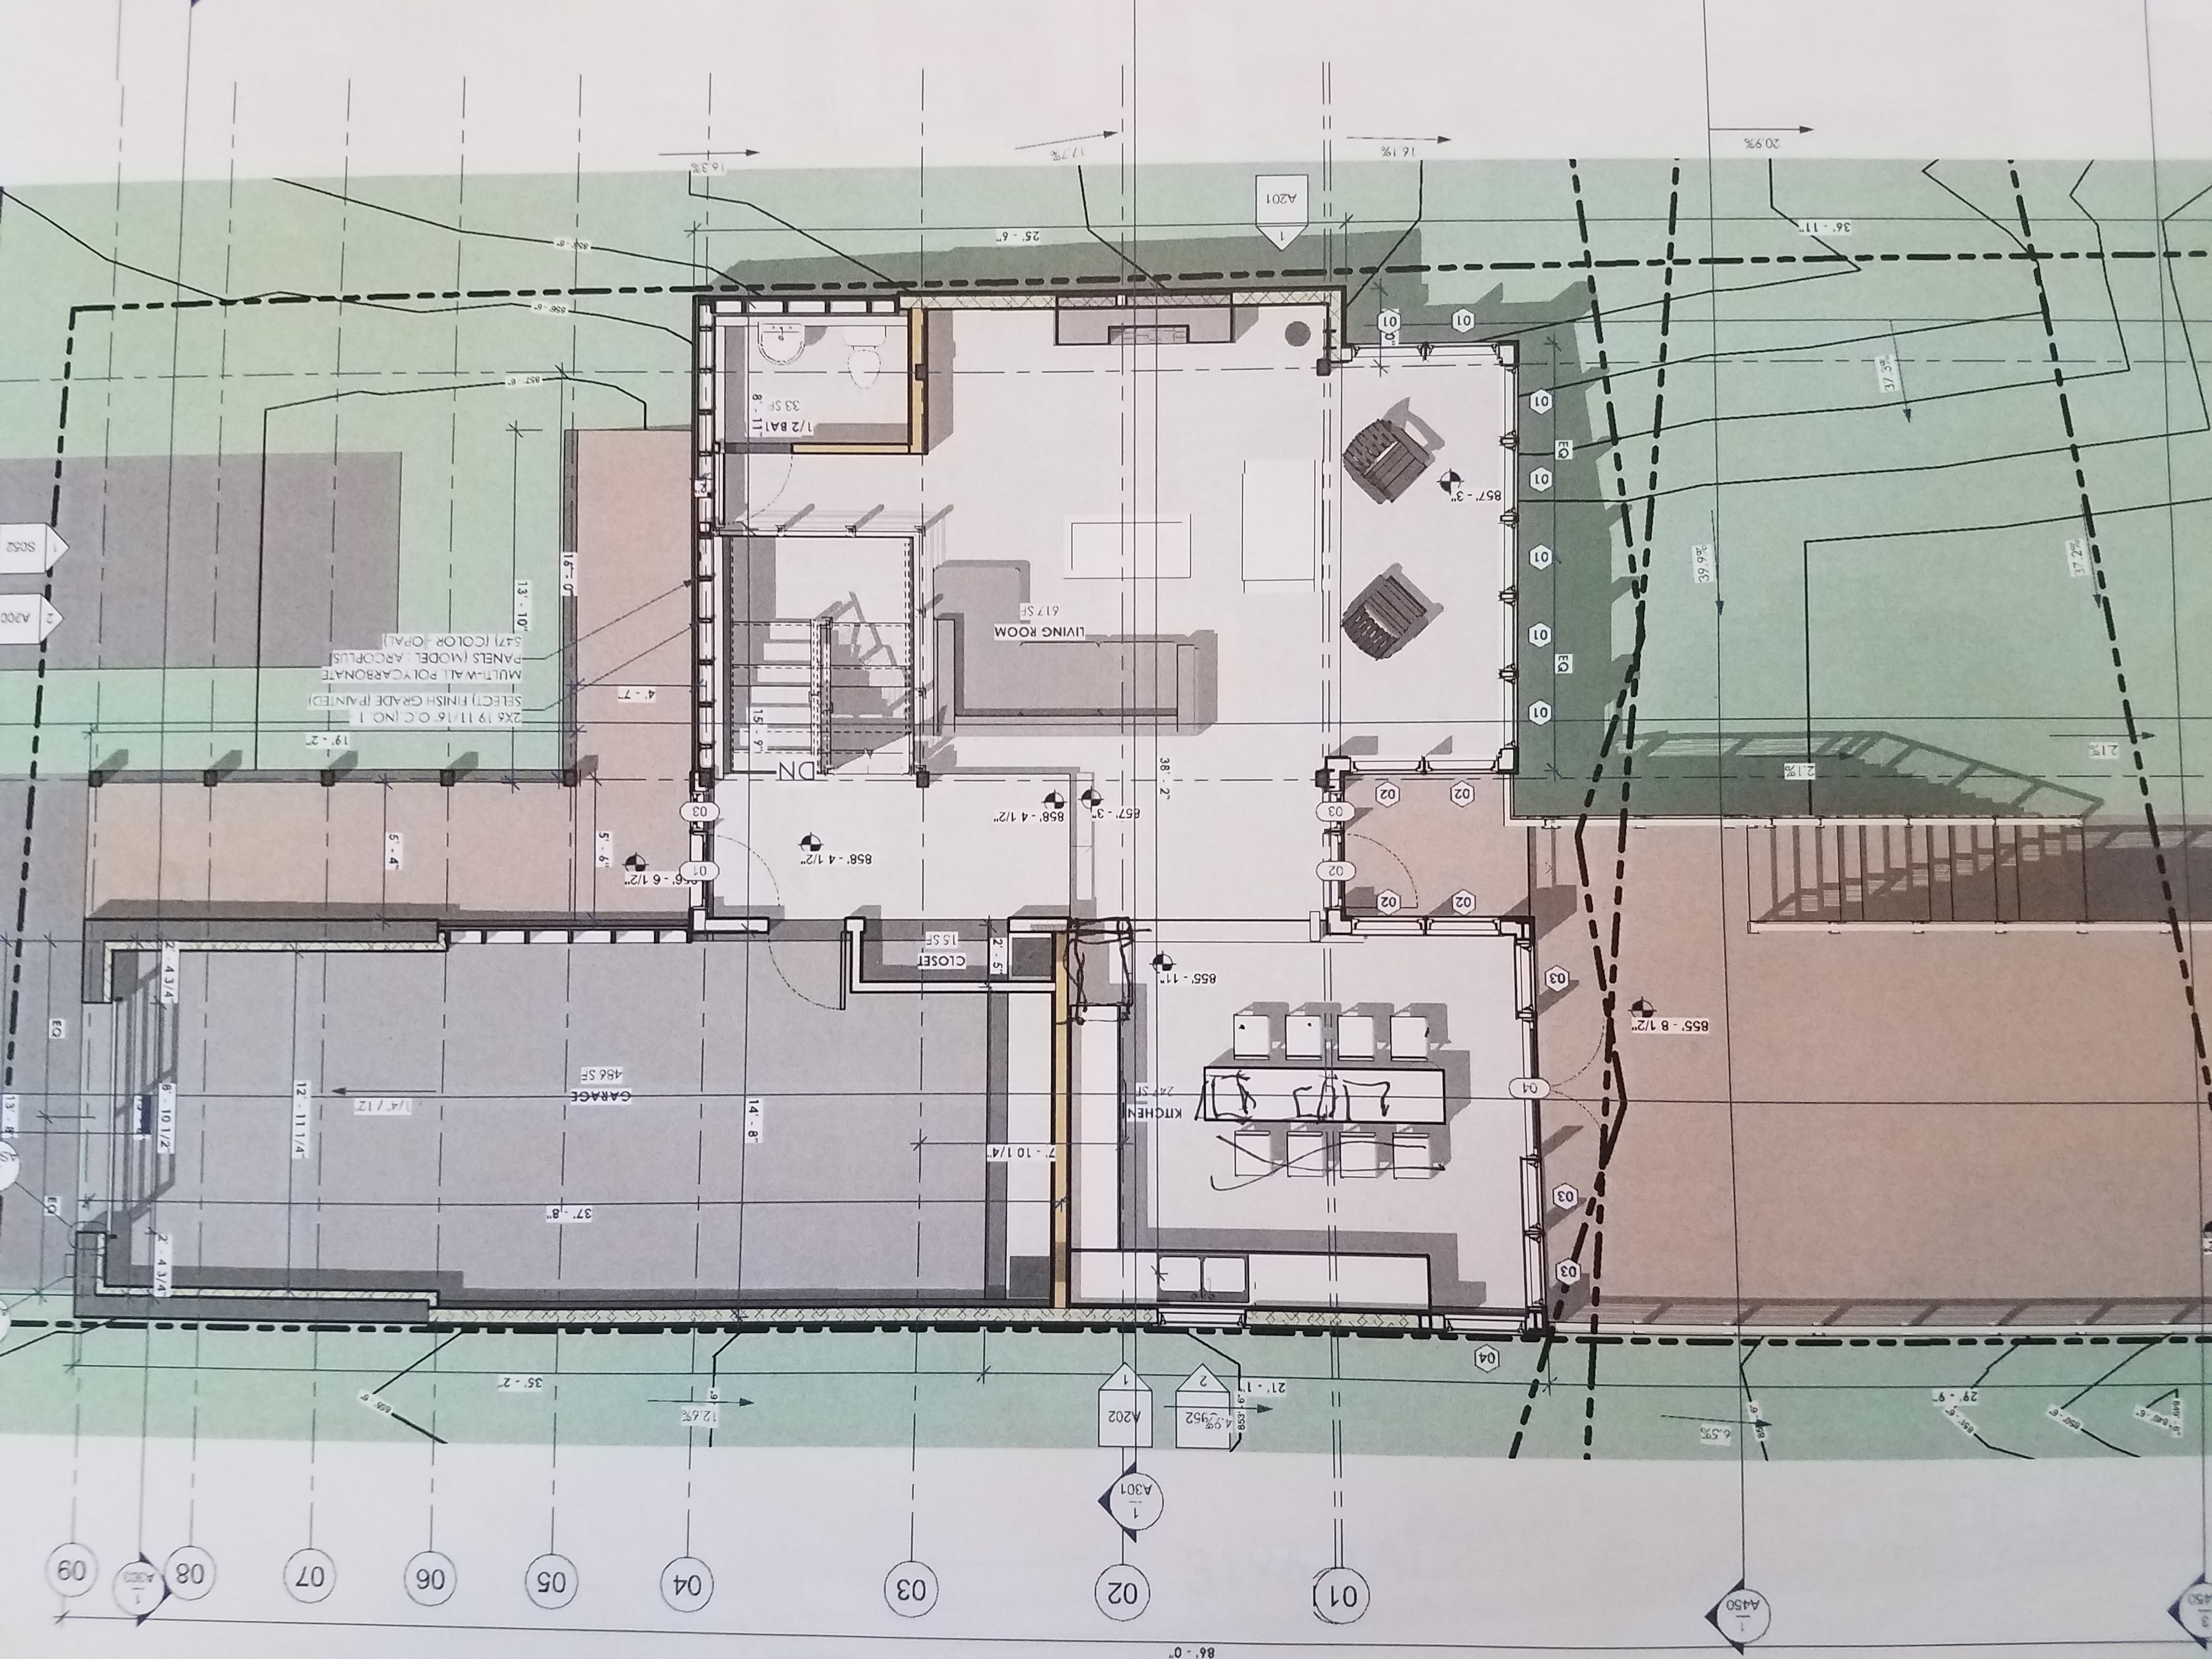 86' - 0"
3
A450
1
A450
01
02
03
04
05
06
07
08
1
A303
09
1
A301
850'- 6"
851'- 6"
6.5%
4.9%
2
A202
1
12.6%
855'- 6"
29' - 9"
21' - 1"
35' - 2"
04
03
03
04
03
2' - 4 3/4"
EQ
37' - 8"
7' - 10 1/4"
14' - 8"
12' - 11 1/4"
8' - 10 1/2"
KITCHEN
247 SF
GARAGE
486 SF
1/4" / 12"
855' - 8 1/2"
EQ
2' - 4 3/4"
855' - 11"
2' - 5"
CLOSET
15 SF
02
02
02
03
01
03
856' - 6 1/2"
858' - 4 1/2"
5' - 6"
5' - 4"
857' - 3"
858' - 4 1/2"
38' - 2"
02
02
DN
2.1%
2.1%
15' - 9"
19' - 2"
2X6 19 11/16" O.C.(NO. 1
SELECT) FINISH GRADE (PAINTED)
MULTI-WALL POLYCARBONATE
PANELS (MODEL : ARCOPLUS
547) (COLOR - OPAL)
4' - 7"
01
EQ
01
LIVING ROOM
617 SF
13' - 10"
16' - 0"
2
A200
1
S052
01
01
EQ
01
37.2%
39.9%
37.3%
857' - 3"
1/2 BAT
33 SF
8' - 11"
857' - 6"
01
01
856' - 6"
36' - 11"
25' - 6"
1
A201
20.9%
16.1%
17.7%
16.3%